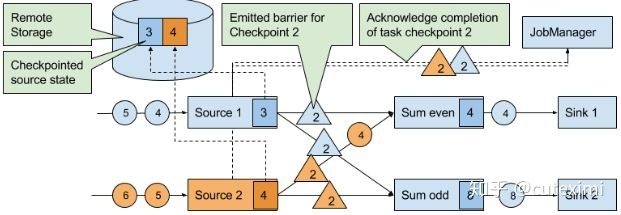 Remote
Storage
3 4
Emitted barrier for
Checkpoint 2
Acknowledge completion
of task checkpoint 2
JobManager
Checkpointed
source state
2 2
5 4 Source 1 3 2 Sum even 4 4 Sink 1
4
2
2
6 5 Source 2 4 2 Sum odd 8 8 Sink 2
知乎 @cureximi